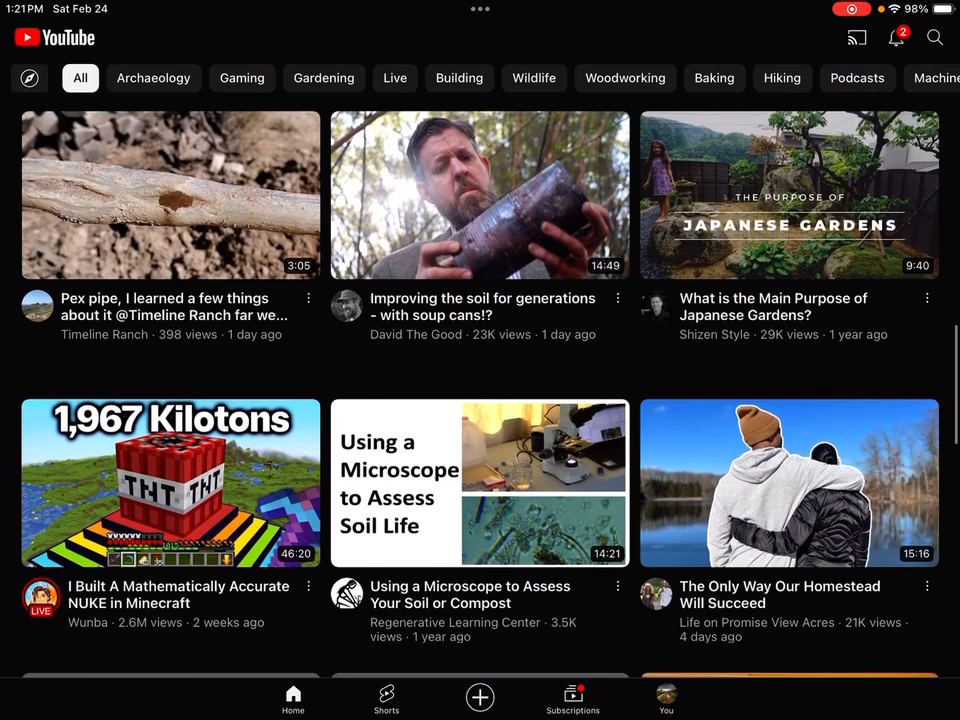 1:21 PM Sat Feb 24
98%
YouTube
2
All
Archaeology
Gaming
Gardening
Live
Building
Wildlife
Woodworking
Baking
Hiking
Podcasts
Machine
3:05
14:49
THE PURPOSE OF
JAPANESE GARDENS
9:40
Pex pipe, I learned a few things
about it @Timeline Ranch far we...
Timeline Ranch · 398 views · 1 day ago
Improving the soil for generations
- with soup cans!?
David The Good · 23K views · 1 day ago
What is the Main Purpose of
Japanese Gardens?
Shizen Style · 29K views · 1 year ago
1,967 Kilotons
TNT TNT
46:20
Using a
Microscope
to Assess
Soil Life
14:21
15:16
LIVE
I Built A Mathematically Accurate
NUKE in Minecraft
Wunba · 2.6M views · 2 weeks ago
Using a Microscope to Assess
Your Soil or Compost
Regenerative Learning Center · 3.5K
views · 1 year ago
The Only Way Our Homestead
Will Succeed
Life on Promise View Acres · 21K views ·
4 days ago
Home
Shorts
Subscriptions
You